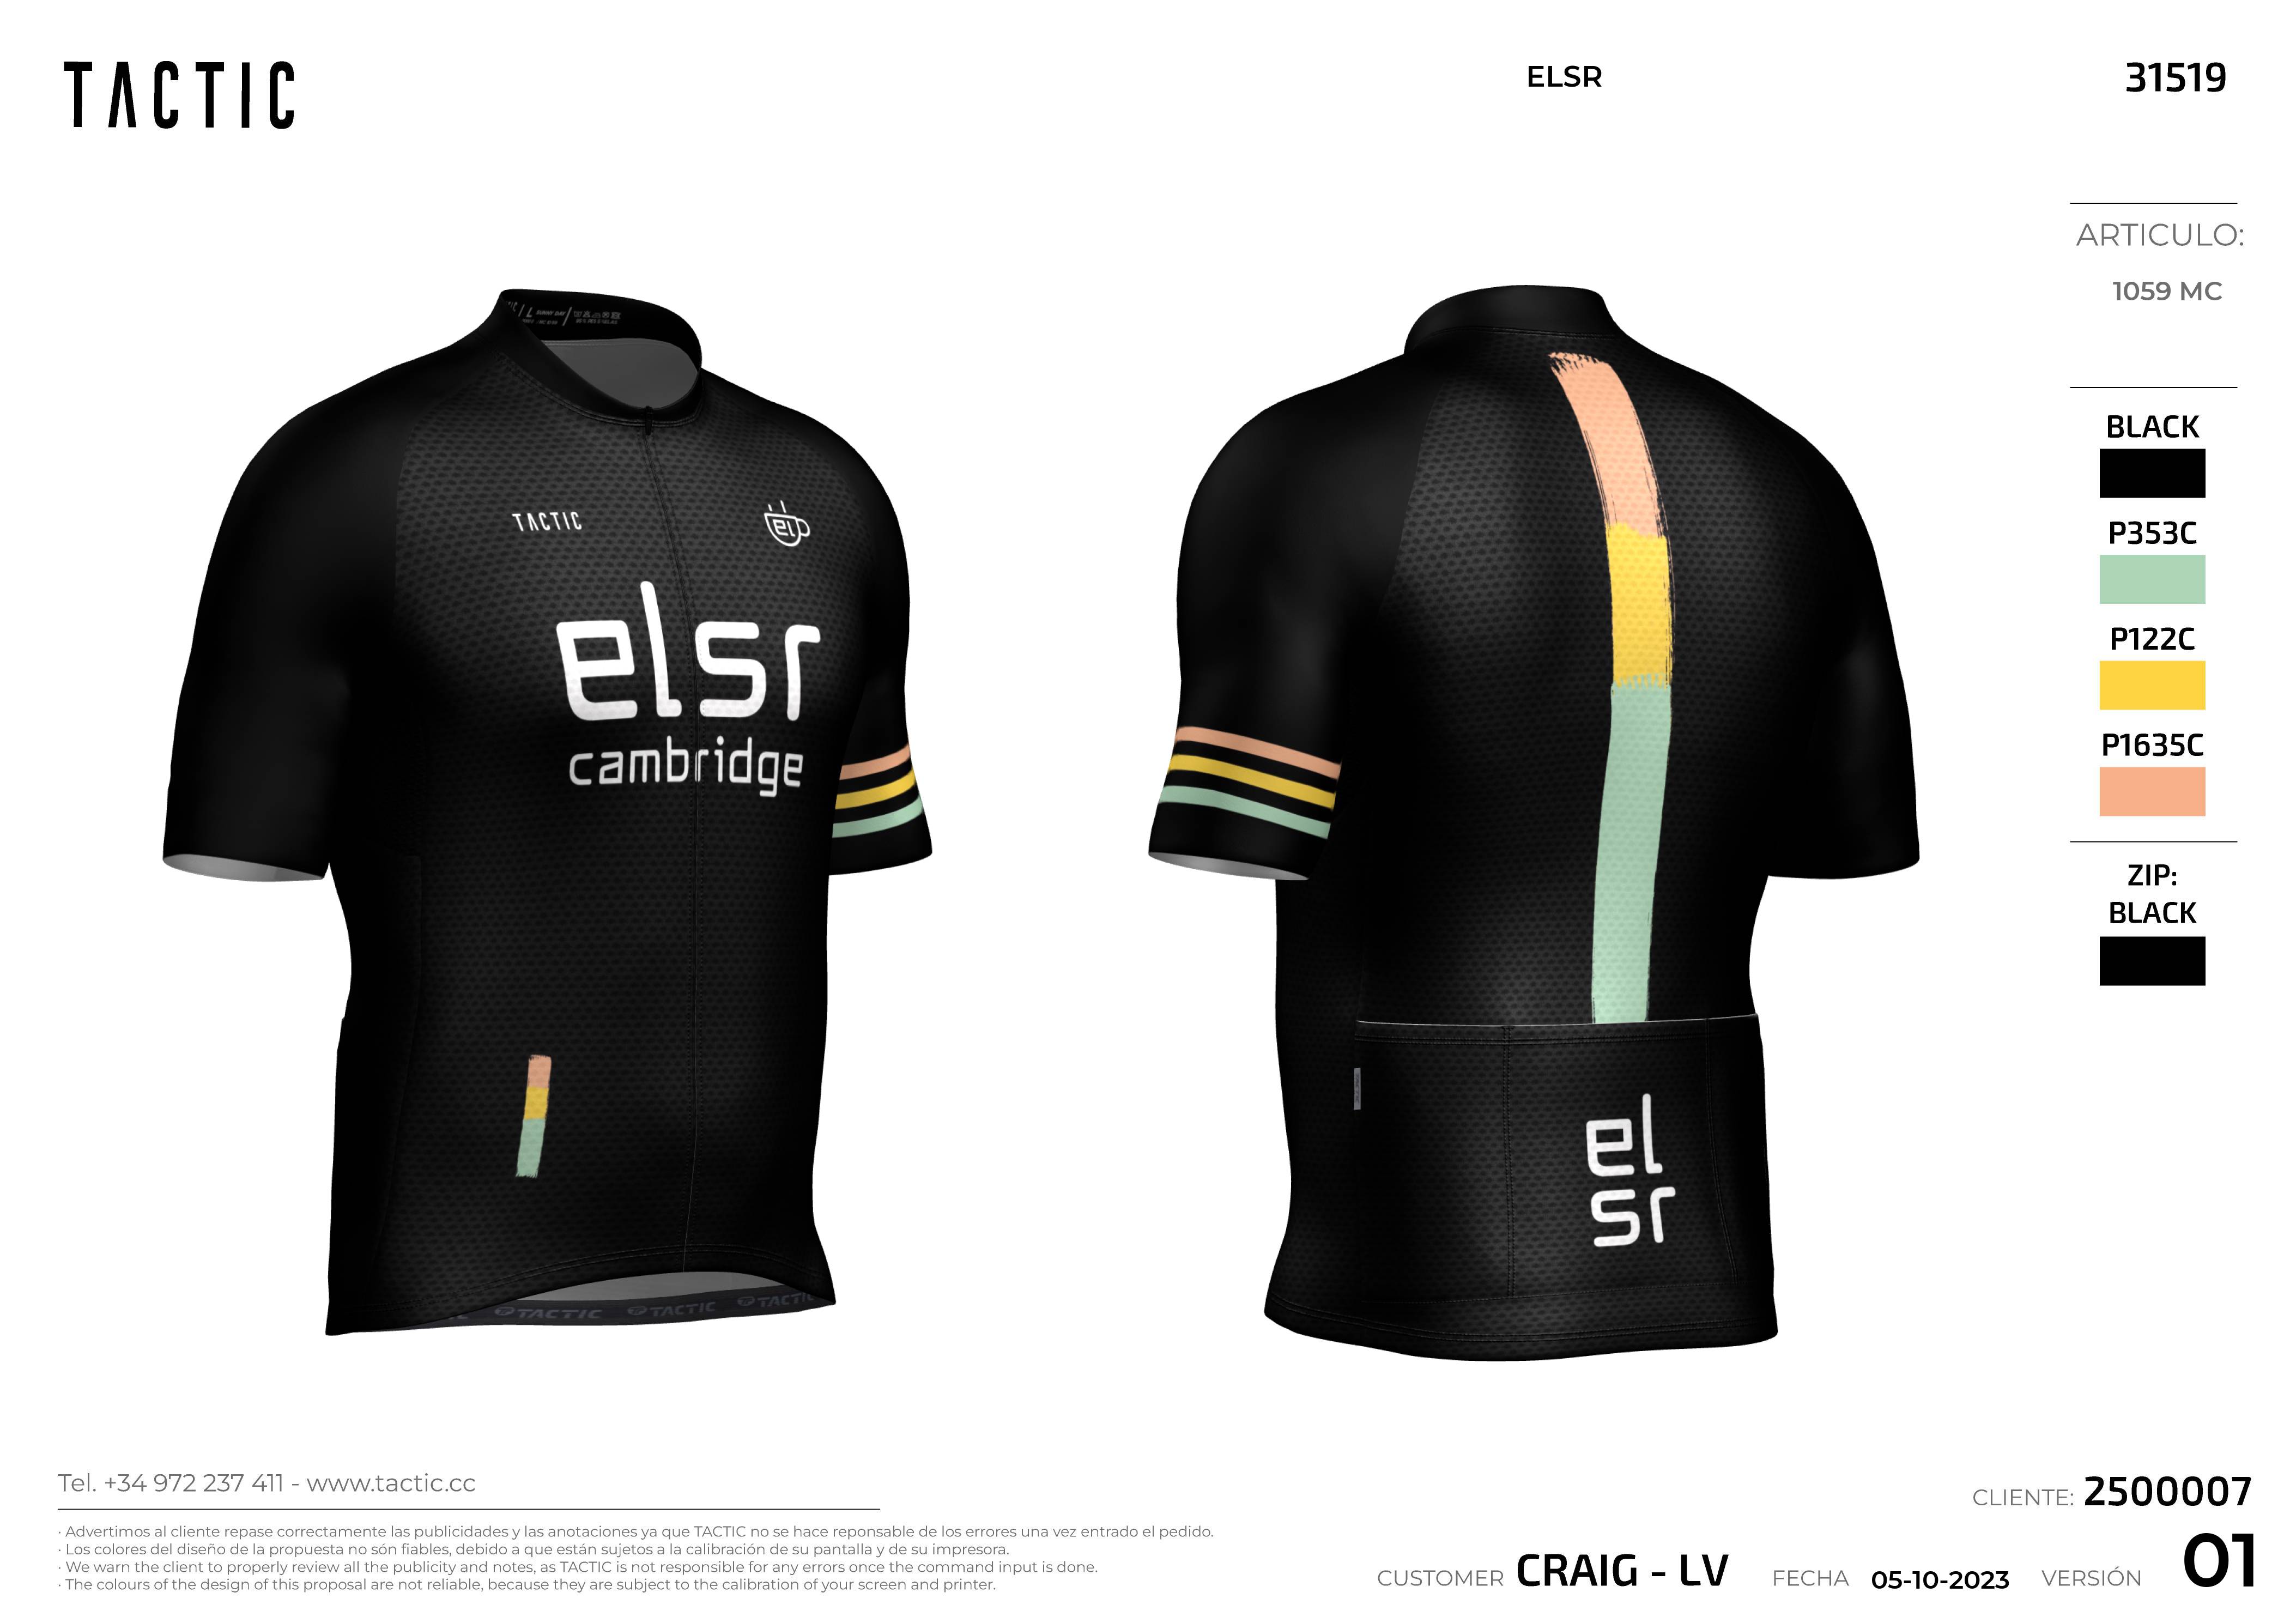 TACTIC
ELSR
31519
ARTICULO:
1059 MC
BLACK
P353C
P122C
P1635C
ZIP:
BLACK
TACTIC
el
elsr
cambridge
TACTIC
TACTIC
TACTIC
el
sr
Tel. +34 972 237 411 - www.tactic.cc
· Advertimos al cliente repase correctamente las publicidades y las anotaciones ya que TACTIC no se hace reponsable de los errores una vez entrado el pedido.
· Los colores del diseño de la propuesta no són fiables, debido a que están sujetos a la calibración de su pantalla y de su impresora.
· We warn the client to properly review all the publicity and notes, as TACTIC is not responsible for any errors once the command input is done.
· The colours of the design of this proposal are not reliable, because they are subject to the calibration of your screen and printer.
CLIENTE: 2500007
CUSTOMER CRAIG - LV FECHA 05-10-2023 VERSIÓN 01